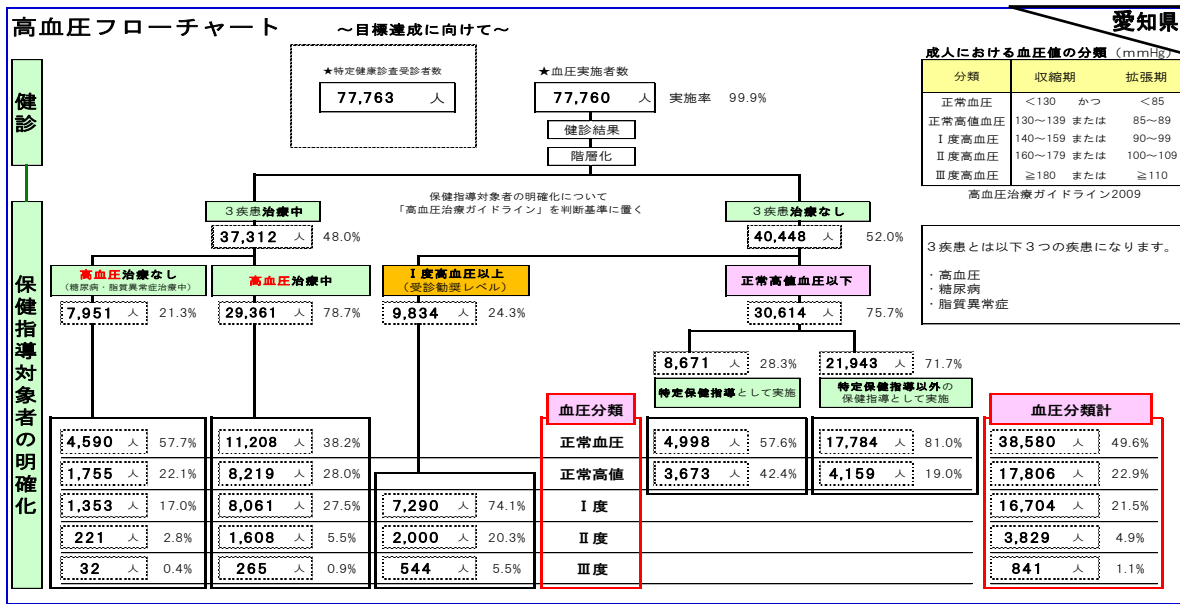 高血圧フローチャート ～目標達成に向けて～ 愛知県
健診
★特定健康診査受診者数
77,763 人
★血圧実施者数
77,760 人 実施率 99.9%
健診結果
階層化
成人における血圧値の分類 (mmHg)
分類 収縮期 拡張期
正常血圧 ＜130 かつ ＜85
正常高値血圧 130～139 または 85～89
Ⅰ度高血圧 140～159 または 90～99
Ⅱ度高血圧 160～179 または 100～109
Ⅲ度高血圧 ≧180 または ≧110
高血圧治療ガイドライン2009
保健指導対象者の明確化について
「高血圧治療ガイドライン」を判断基準に置く
保健指導対象者の明確化
3疾患治療中
37,312 人 48.0%
3疾患治療なし
40,448 人 52.0%
3疾患とは以下3つの疾患になります。
・高血圧
・糖尿病
・脂質異常症
高血圧治療なし
(糖尿病・脂質異常症治療中)
7,951 人 21.3%
高血圧治療中
29,361 人 78.7%
Ⅰ度高血圧以上
(受診勧奨レベル)
9,834 人 24.3%
正常高値血圧以下
30,614 人 75.7%
8,671 人 28.3%
特定保健指導として実施
21,943 人 71.7%
特定保健指導以外の
保健指導として実施
血圧分類 血圧分類計
4,590 人 57.7% 11,208 人 38.2% 正常血圧 4,998 人 57.6% 17,784 人 81.0% 38,580 人 49.6%
1,755 人 22.1% 8,219 人 28.0% 正常高値 3,673 人 42.4% 4,159 人 19.0% 17,806 人 22.9%
1,353 人 17.0% 8,061 人 27.5% 7,290 人 74.1% Ⅰ度 16,704 人 21.5%
221 人 2.8% 1,608 人 5.5% 2,000 人 20.3% Ⅱ度 3,829 人 4.9%
32 人 0.4% 265 人 0.9% 544 人 5.5% Ⅲ度 841 人 1.1%